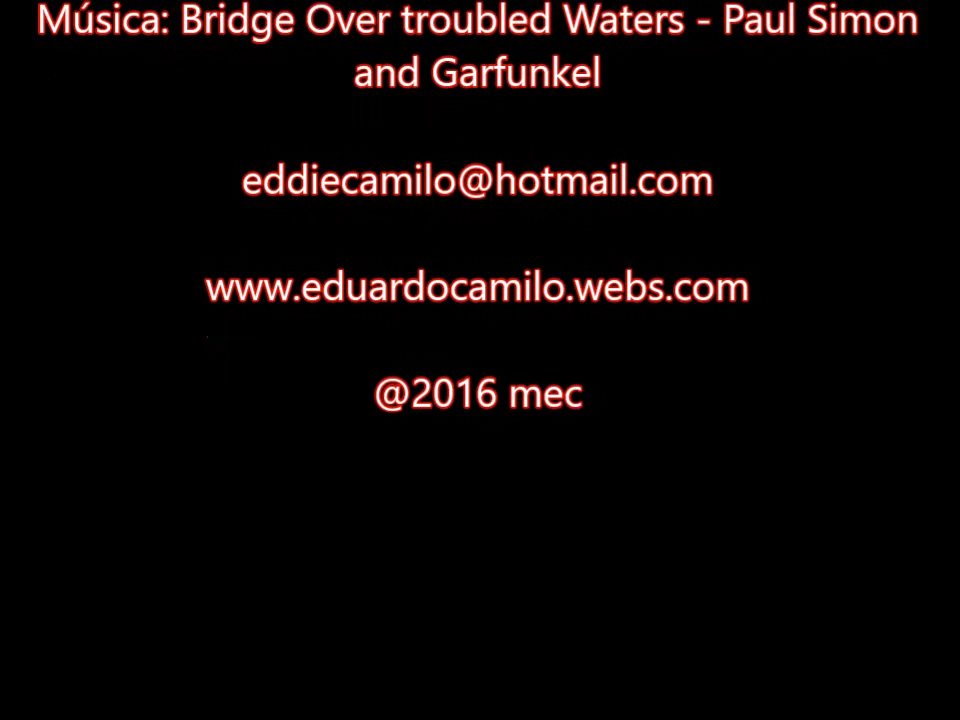 Música: Bridge Over troubled Waters - Paul Simon
and Garfunkel
eddiecamilo@hotmail.com
www.eduardocamilo.webs.com
@2016 mec